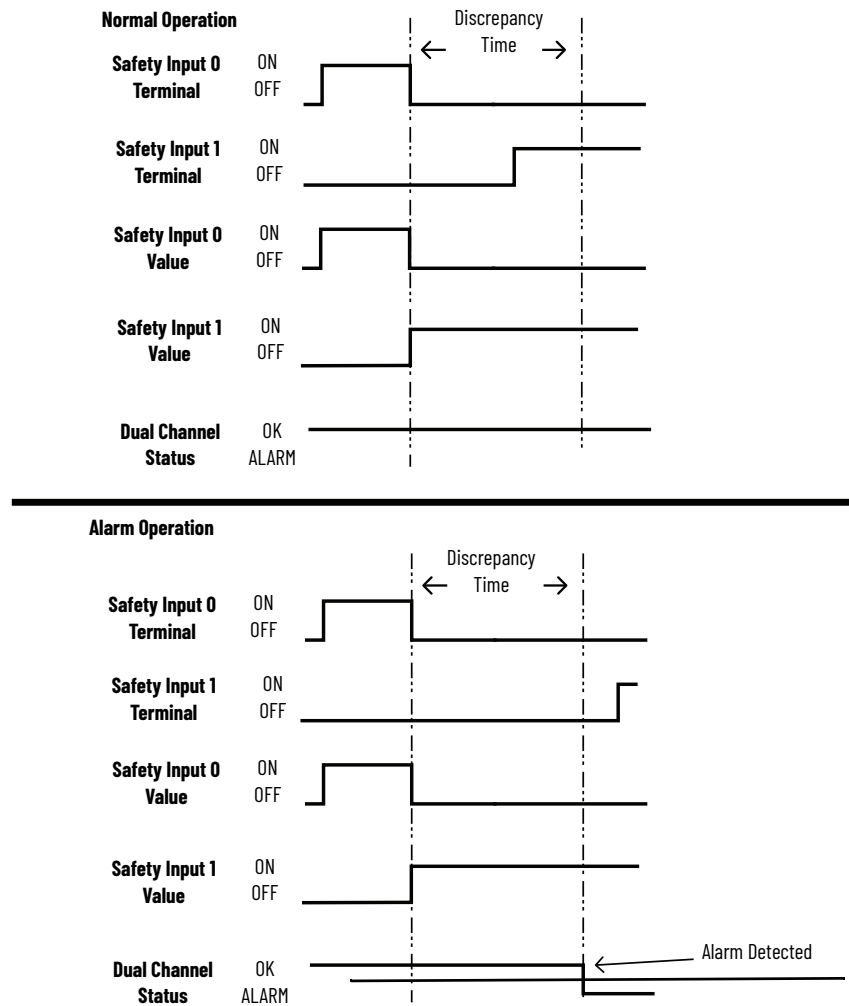 Normal Operation
Discrepancy
Time
Safety Input 0
Terminal
ON
OFF
Safety Input 1
Terminal
ON
OFF
Safety Input 0
Value
ON
OFF
Safety Input 1
Value
ON
OFF
Dual Channel
Status
OK
ALARM
Alarm Operation
Discrepancy
Time
Safety Input 0
Terminal
ON
OFF
Safety Input 1
Terminal
ON
OFF
Safety Input 0
Value
ON
OFF
Safety Input 1
Value
ON
OFF
Alarm Detected
Dual Channel
Status
OK
ALARM